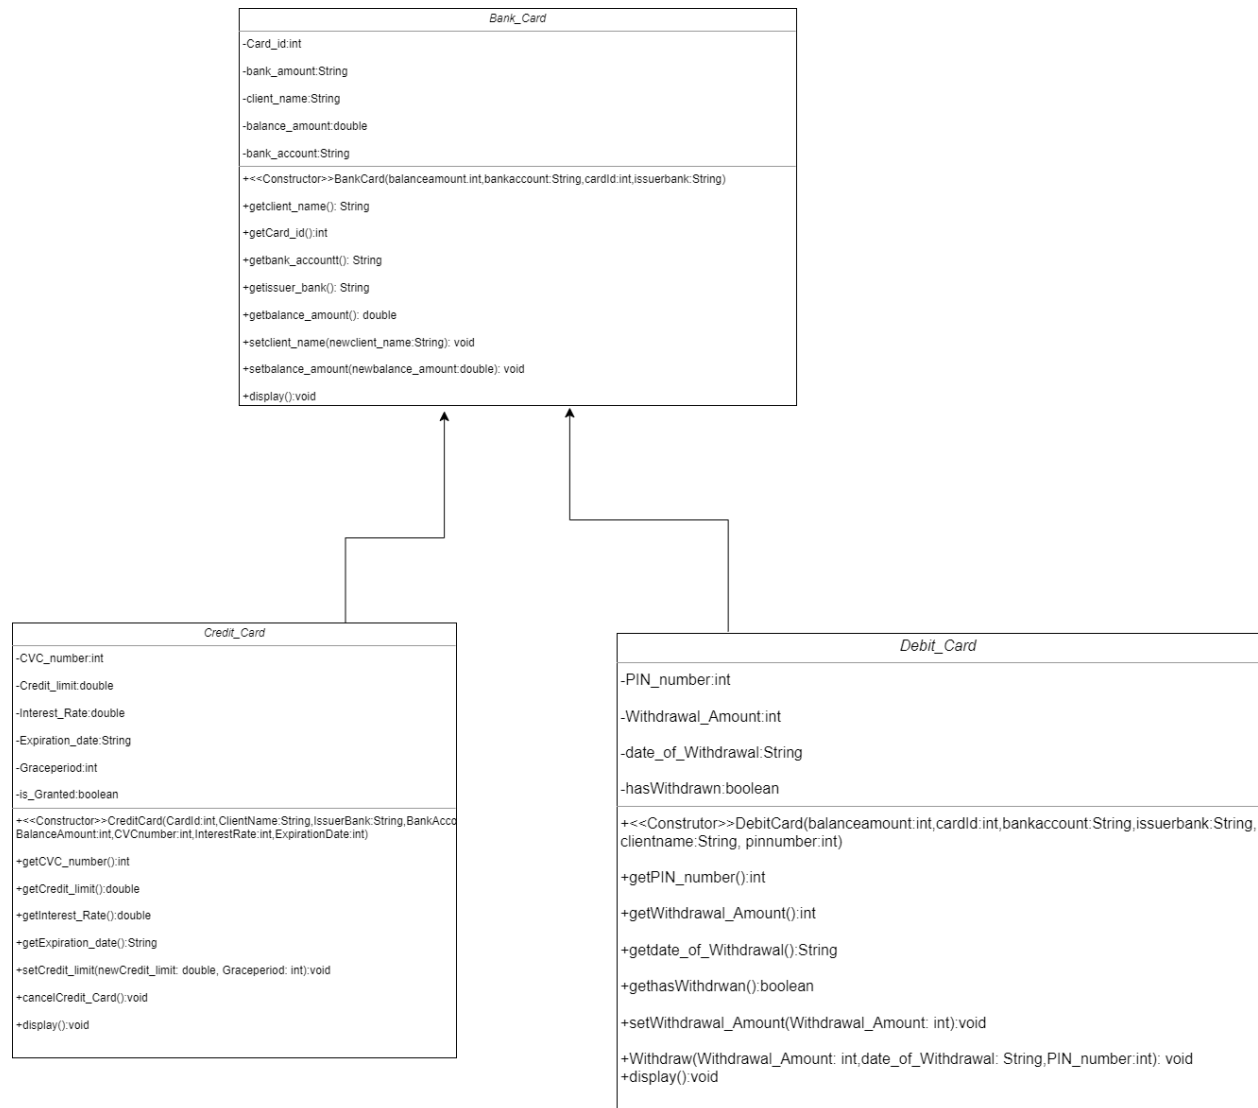 Bank_Card
-Card_id:int
-bank_amount:String
-client_name:String
-balance_amount:double
-bank_account:String
+<<Constructor>>BankCard(balanceamount:int,bankaccount:String,cardId:int,issuerbank:String)
+getclient_name(): String
+getCard_id():int
+getbank_accountt(): String
+getissuer_bank(): String
+getbalance_amount(): double
+setclient_name(newclient_name:String): void
+setbalance_amount(newbalance_amount:double): void
+display():void
Credit_Card
-CVC_number:int
-Credit_limit:double
-Interest_Rate:double
-Expiration_date:String
-Graceperiod:int
-is_Granted:boolean
+<<Constructor>>CreditCard(CardId:int,ClientName:String,IssuerBank:String,BankAcco
BalanceAmount:int,CVCnumber:int,InterestRate:int,ExpirationDate:int)
+getCVC_number():int
+getCredit_limit():double
+getInterest_Rate():double
+getExpiration_date():String
+setCredit_limit(newCredit_limit: double, Graceperiod: int):void
+cancelCredit_Card():void
+display():void
Debit_Card
-PIN_number:int
-Withdrawal_Amount:int
-date_of_Withdrawal:String
-hasWithdrawn:boolean
+<<Construtor>>DebitCard(balanceamount:int,cardId:int,bankaccount:String,issuerbank:String,
clientname:String, pinnumber:int)
+getPIN_number():int
+getWithdrawal_Amount():int
+getdate_of_Withdrawal():String
+gethasWithdrwan():boolean
+setWithdrawal_Amount(Withdrawal_Amount: int):void
+Withdraw(Withdrawal_Amount: int,date_of_Withdrawal: String,PIN_number:int): void
+display():void